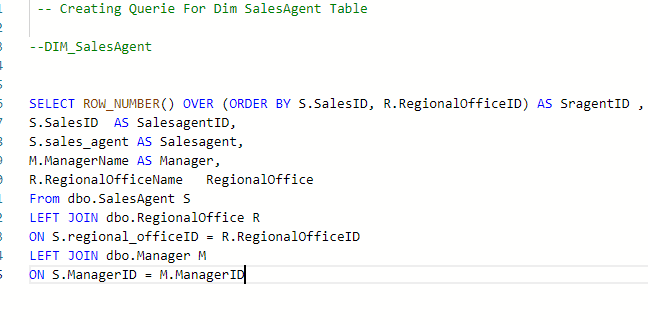 -- Creating Querie For Dim SalesAgent Table
--DIM_SalesAgent
SELECT ROW_NUMBER() OVER (ORDER BY S.SalesID, R.RegionalOfficeID) AS SragentID ,
S.SalesID  AS SalesagentID,
S.sales_agent AS Salesagent,
M.ManagerName AS Manager,
R.RegionalOfficeName   RegionalOffice
From dbo.SalesAgent S
LEFT JOIN dbo.RegionalOffice R
ON S.regional_officeID = R.RegionalOfficeID
LEFT JOIN dbo.Manager M
ON S.ManagerID = M.ManagerID